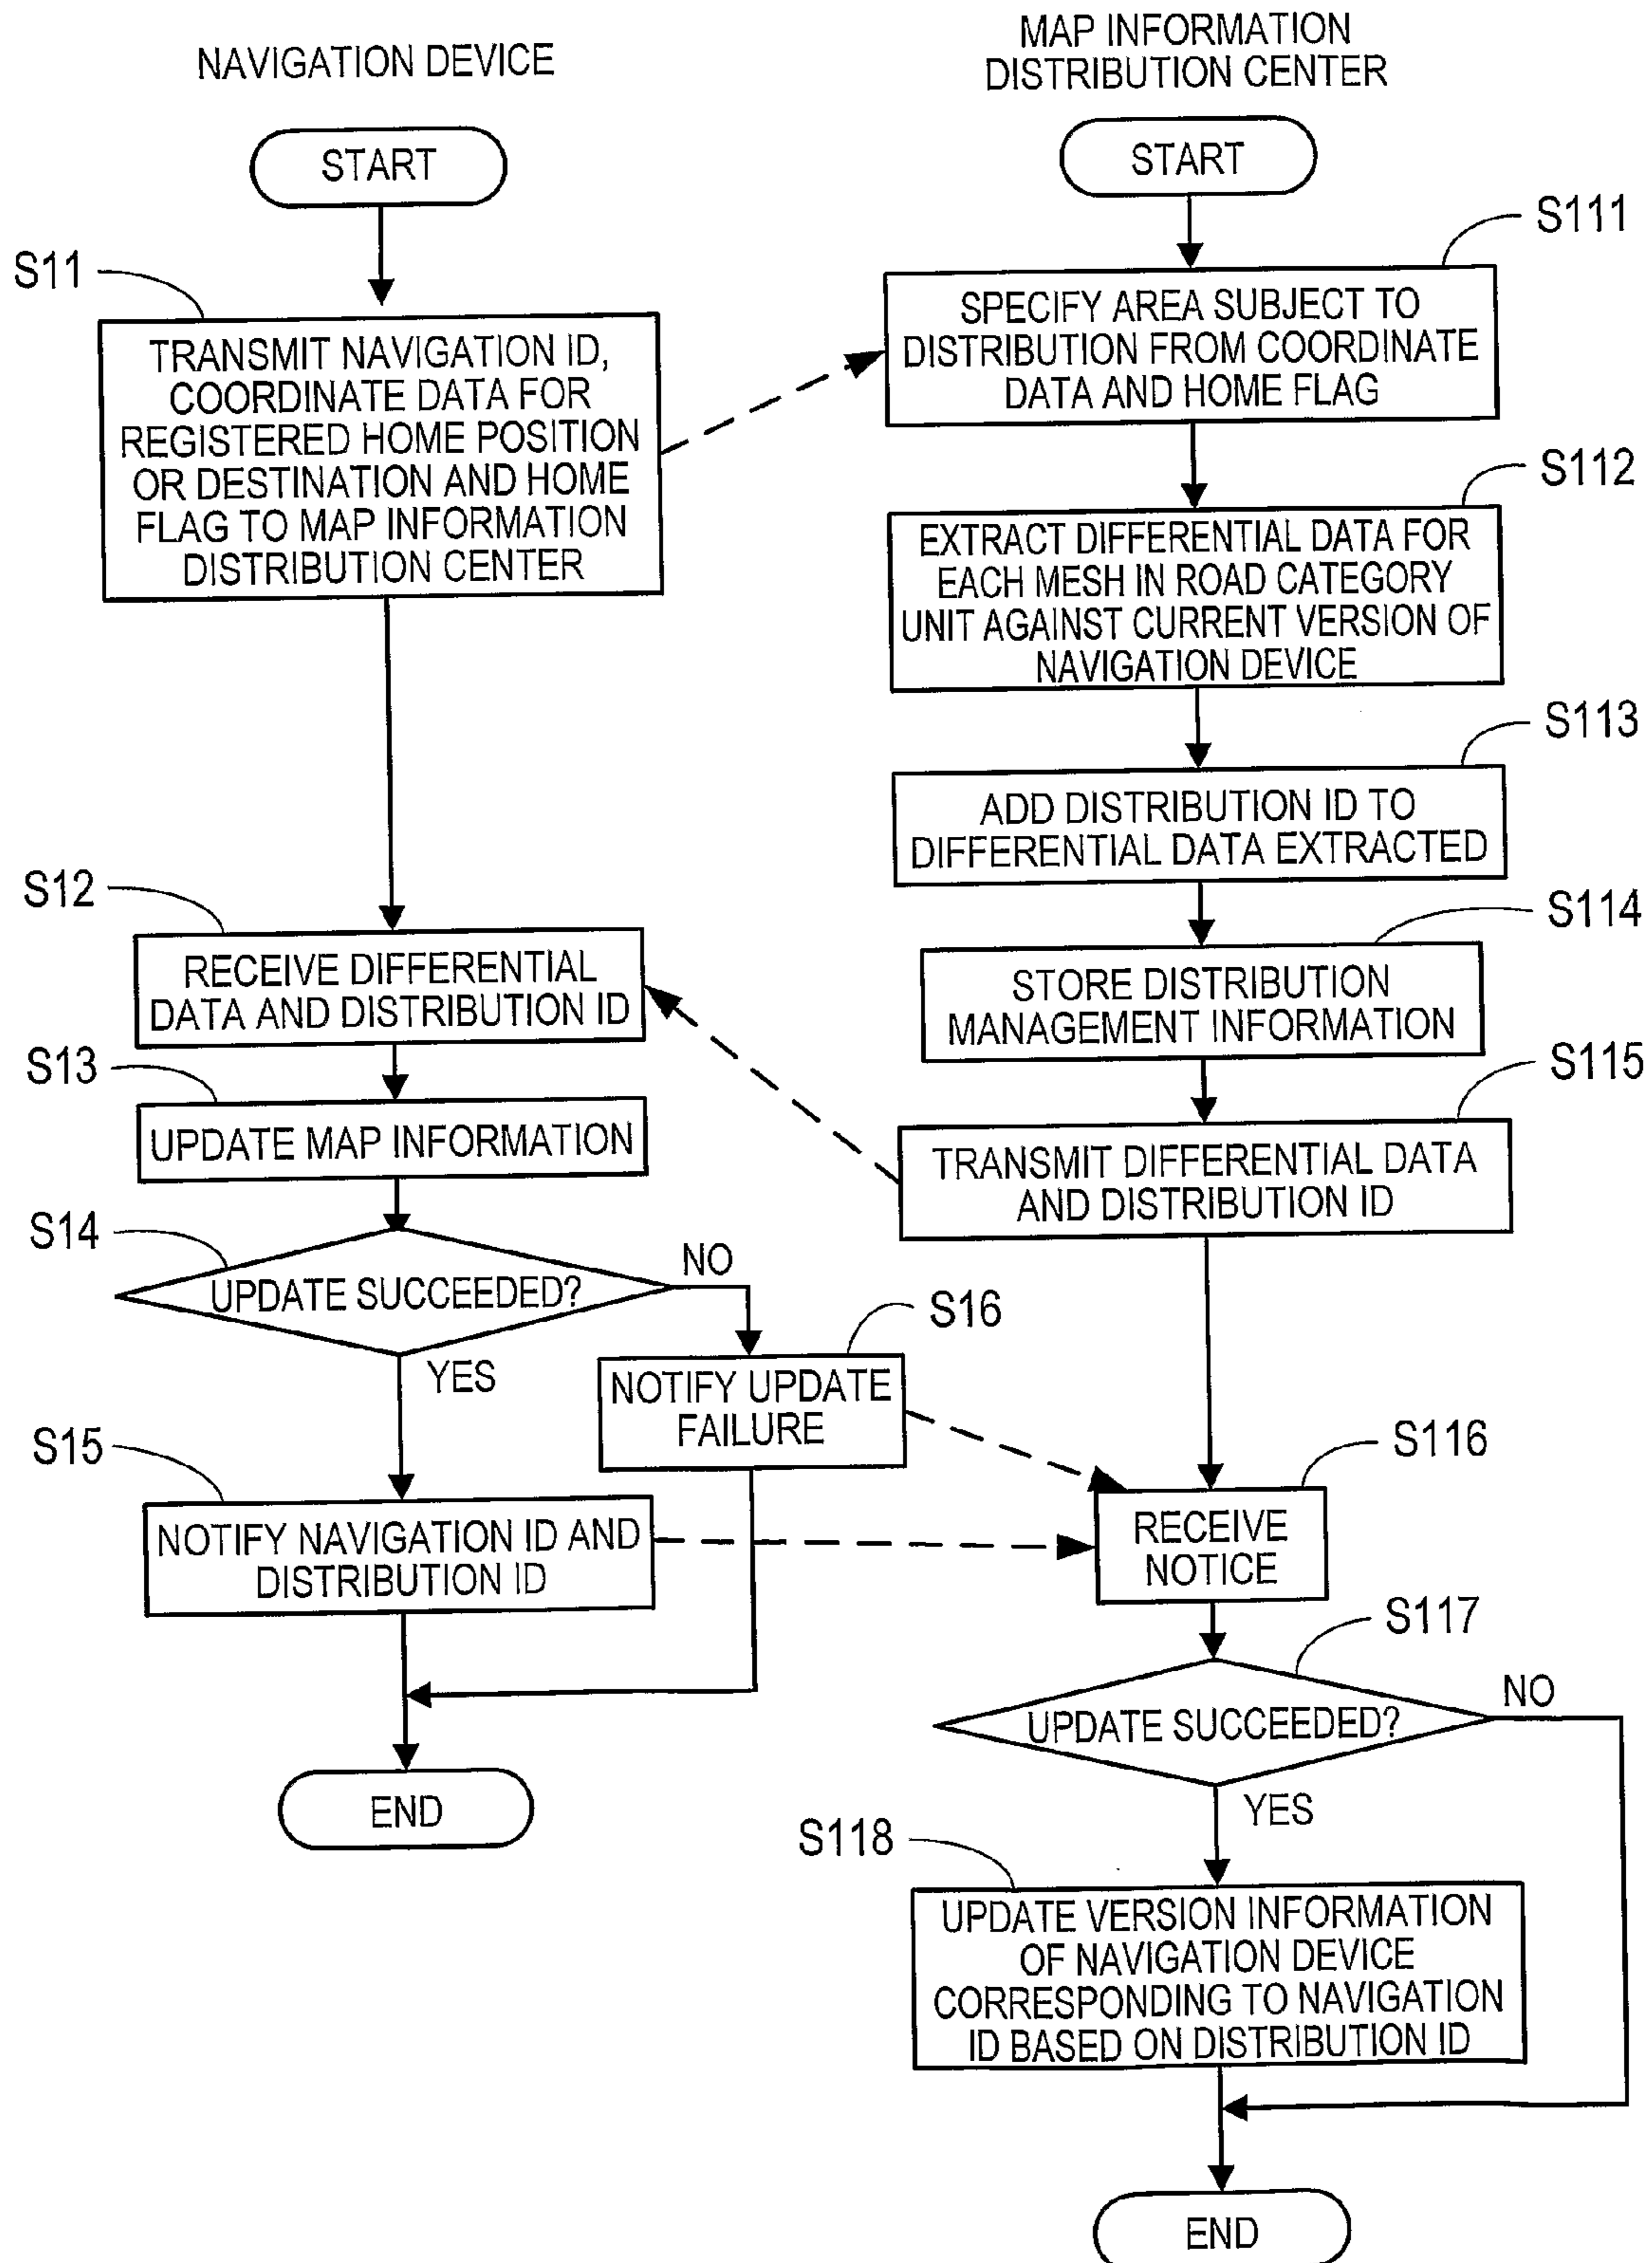 NAVIGATION DEVICE
START
S11
TRANSMIT NAVIGATION ID,
COORDINATE DATA FOR
REGISTERED HOME POSITION
OR DESTINATION AND HOME
FLAG TO MAP INFORMATION
DISTRIBUTION CENTER
S12
RECEIVE DIFFERENTIAL
DATA AND DISTRIBUTION ID
S13
UPDATE MAP INFORMATION
S14
UPDATE SUCCEEDED?
NO
YES
S16
NOTIFY UPDATE
FAILURE
S15
NOTIFY NAVIGATION ID AND
DISTRIBUTION ID
END
MAP INFORMATION
DISTRIBUTION CENTER
START
S111
SPECIFY AREA SUBJECT TO
DISTRIBUTION FROM COORDINATE
DATA AND HOME FLAG
S112
EXTRACT DIFFERENTIAL DATA FOR
EACH MESH IN ROAD CATEGORY
UNIT AGAINST CURRENT VERSION OF
NAVIGATION DEVICE
S113
ADD DISTRIBUTION ID TO
DIFFERENTIAL DATA EXTRACTED
S114
STORE DISTRIBUTION
MANAGEMENT INFORMATION
S115
TRANSMIT DIFFERENTIAL DATA
AND DISTRIBUTION ID
S116
RECEIVE
NOTICE
S117
UPDATE SUCCEEDED?
NO
YES
S118
UPDATE VERSION INFORMATION
OF NAVIGATION DEVICE
CORRESPONDING TO NAVIGATION
ID BASED ON DISTRIBUTION ID
END